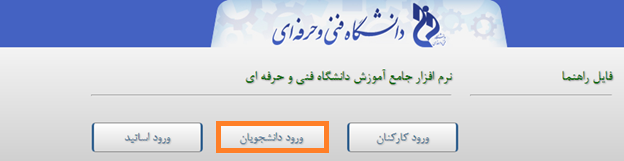 دانشگاه فنی و حرفه ای
فایل راهنما
نرم افزار جامع آموزش دانشگاه فنی و حرفه ای
ورود کارکنان
ورود دانشجویان
ورود اساتید